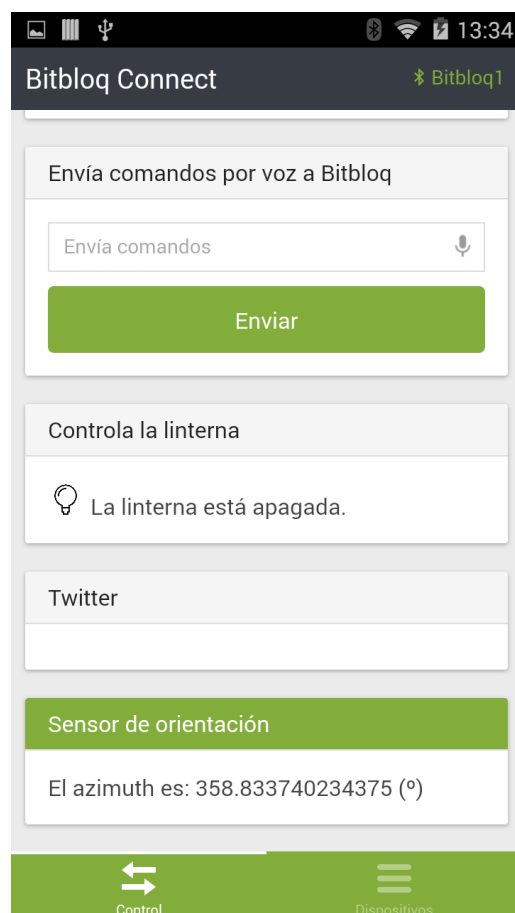 13:34
Bitbloq Connect
Bitbloq1
Envía comandos por voz a Bitbloq
Envía comandos
Enviar
Controla la linterna
La linterna está apagada.
Twitter
Sensor de orientación
El azimuth es: 358.833740234375 (º)
Control
Dispositivos